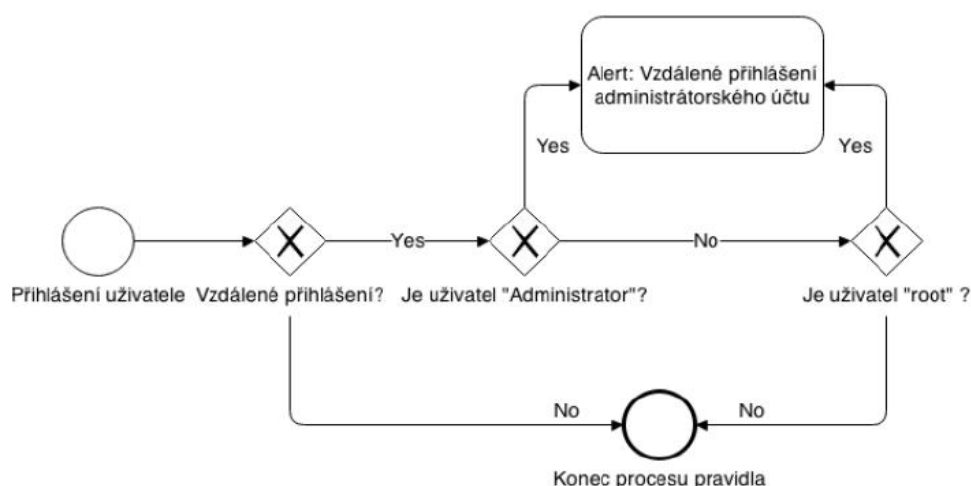 Alert: Vzdálené přihlášení
administrátorského účtu
Yes
Yes
Yes
No
Přihlášení uživatele
Vzdálené přihlášení?
Je uživatel "Administrator"?
Je uživatel "root" ?
No
No
Konec procesu pravidla